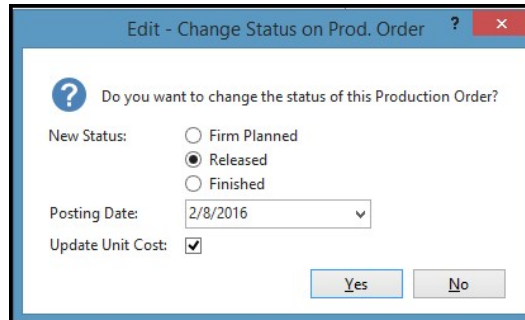 Edit - Change Status on Prod. Order ?
Do you want to change the status of this Production Order?
New Status: Firm Planned
Released
Finished
Posting Date: 2/8/2016
Update Unit Cost:
Yes No